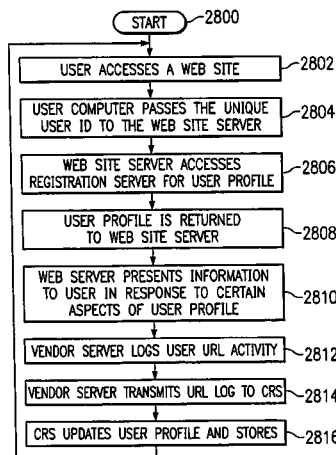 START 2800
USER ACCESSES A WEB SITE 2802
USER COMPUTER PASSES THE UNIQUE
USER ID TO THE WEB SITE SERVER 2804
WEB SITE SERVER ACCESSES
REGISTRATION SERVER FOR USER PROFILE 2806
USER PROFILE IS RETURNED
TO WEB SITE SERVER 2808
WEB SERVER PRESENTS INFORMATION
TO USER IN RESPONSE TO CERTAIN 2810
ASPECTS OF USER PROFILE
VENDOR SERVER LOGS USER URL ACTIVITY 2812
VENDOR SERVER TRANSMITS URL LOG TO CRS 2814
CRS UPDATES USER PROFILE AND STORES 2816